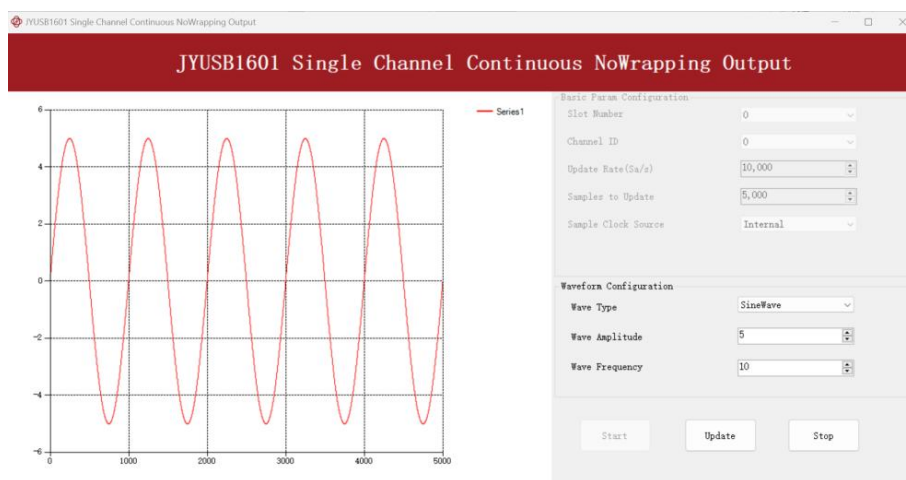 JYUSB1601 Single Channel Continuous NoWrapping Output
JYUSB1601 Single Channel Continuous NoWrapping Output
6
4
2
0
-2
-4
-6
0
1000
2000
3000
4000
5000
Series1
Basic Param Configuration
Slot Number
0
Channel ID
0
Update Rate(Sa/s)
10,000
Samples to Update
5,000
Sample Clock Source
Internal
Waveform Configuration
Wave Type
SineWave
Wave Amplitude
5
Wave Frequency
10
Start
Update
Stop